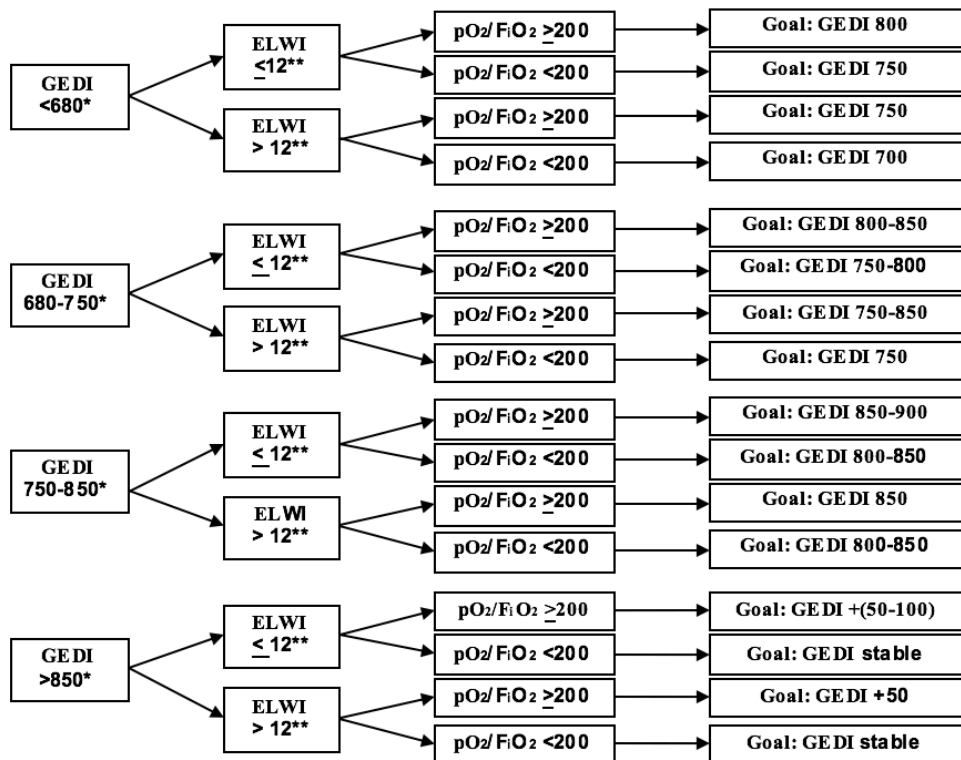 GEDI
<680*
ELWI
≤12**
pO2/FiO2 ≥200
Goal: GEDI 800
pO2/FiO2 <200
Goal: GEDI 750
ELWI
> 12**
pO2/FiO2 ≥200
Goal: GEDI 750
pO2/FiO2 <200
Goal: GEDI 700
GEDI
680-750*
ELWI
≤ 12**
pO2/FiO2 ≥200
Goal: GEDI 800-850
pO2/FiO2 <200
Goal: GEDI 750-800
ELWI
> 12**
pO2/FiO2 ≥200
Goal: GEDI 750-850
pO2/FiO2 <200
Goal: GEDI 750
GEDI
750-850*
ELWI
≤ 12**
pO2/FiO2 ≥200
Goal: GEDI 850-900
pO2/FiO2 <200
Goal: GEDI 800-850
ELWI
> 12**
pO2/FiO2 ≥200
Goal: GEDI 850
pO2/FiO2 <200
Goal: GEDI 800-850
GEDI
>850*
ELWI
≤ 12**
pO2/FiO2 ≥200
Goal: GEDI +(50-100)
pO2/FiO2 <200
Goal: GEDI stable
ELWI
> 12**
pO2/FiO2 ≥200
Goal: GEDI +50
pO2/FiO2 <200
Goal: GEDI stable